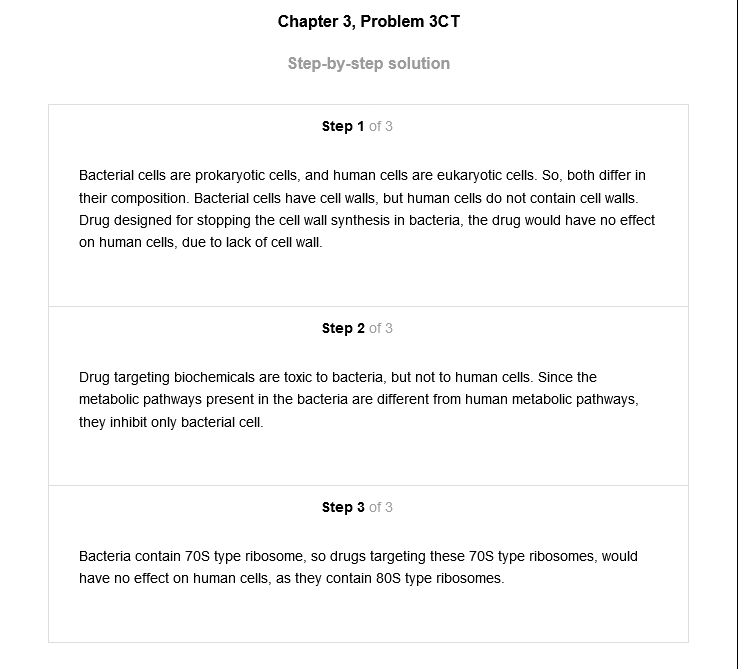 Chapter 3, Problem 3CT
Step-by-step solution
Step 1 of 3
Bacterial cells are prokaryotic cells, and human cells are eukaryotic cells. So, both differ in
their composition. Bacterial cells have cell walls, but human cells do not contain cell walls.
Drug designed for stopping the cell wall synthesis in bacteria, the drug would have no effect
on human cells, due to lack of cell wall.
Step 2 of 3
Drug targeting biochemicals are toxic to bacteria, but not to human cells. Since the
metabolic pathways present in the bacteria are different from human metabolic pathways,
they inhibit only bacterial cell.
Step 3 of 3
Bacteria contain 70S type ribosome, so drugs targeting these 70S type ribosomes, would
have no effect on human cells, as they contain 80S type ribosomes.